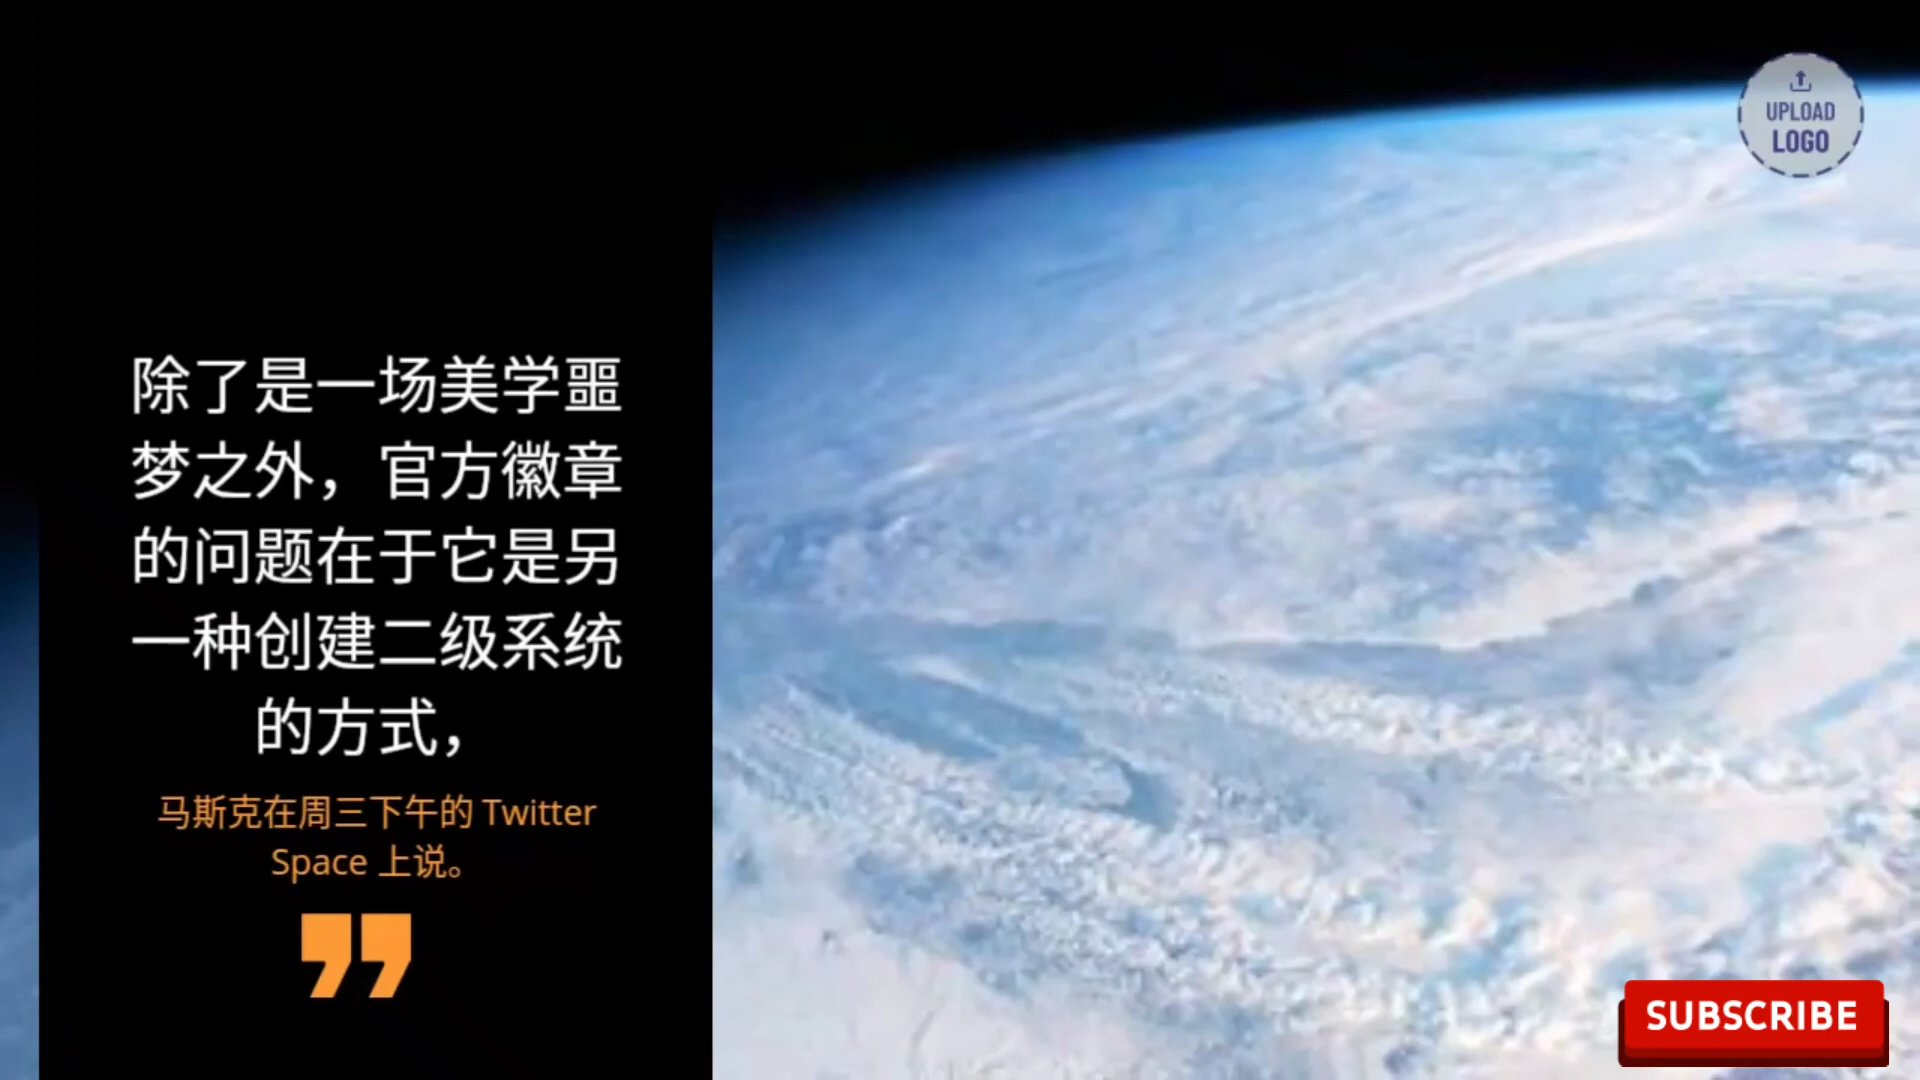 UPLOAD
LOGO
除了是一场美学噩
梦之外，官方徽章
的问题在于它是另
一种创建二级系统
的方式，
马斯克在周三下午的 Twitter
Space 上说。
”
SUBSCRIBE